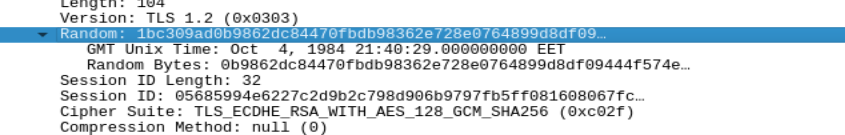 Length: 104
Version: TLS 1.2 (0x0303)
Random: 1bc309ad0b9862dc84470fbdb98362e728e0764899d8df09…
GMT Unix Time: Oct  4, 1984 21:40:29.000000000 EET
Random Bytes: 0b9862dc84470fbdb98362e728e0764899d8df09444f574e…
Session ID Length: 32
Session ID: 05685994e6227c2d9b2c798d906b9797fb5ff081608067fc…
Cipher Suite: TLS_ECDHE_RSA_WITH_AES_128_GCM_SHA256 (0xc02f)
Compression Method: null (0)